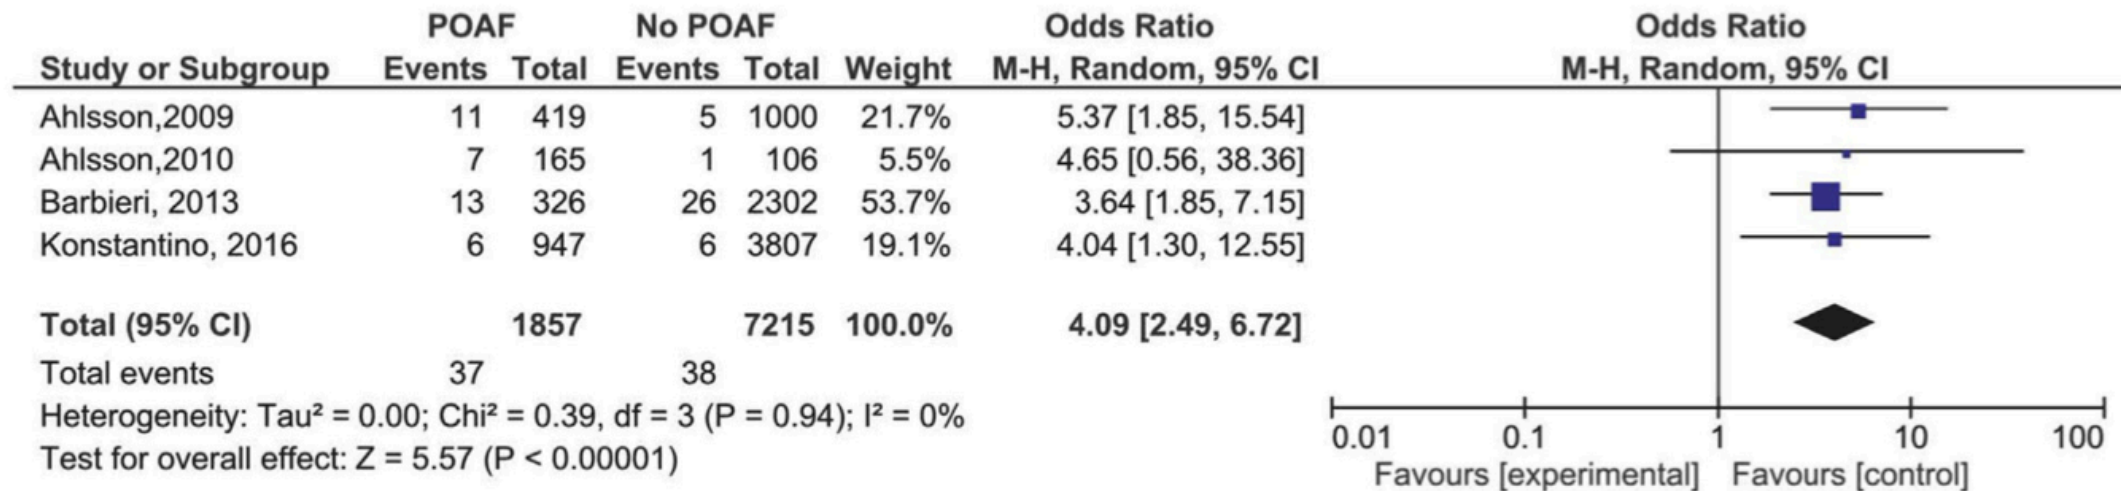 POAF No POAF Odds Ratio Odds Ratio
Study or Subgroup Events Total Events Total Weight M-H, Random, 95% CI M-H, Random, 95% CI
Ahlsson,2009 11 419 5 1000 21.7% 5.37 [1.85, 15.54]
Ahlsson,2010 7 165 1 106 5.5% 4.65 [0.56, 38.36]
Barbieri, 2013 13 326 26 2302 53.7% 3.64 [1.85, 7.15]
Konstantino, 2016 6 947 6 3807 19.1% 4.04 [1.30, 12.55]
Total (95% CI) 1857 7215 100.0% 4.09 [2.49, 6.72]
Total events 37 38
Heterogeneity: Tau² = 0.00; Chi² = 0.39, df = 3 (P = 0.94); I² = 0%
Test for overall effect: Z = 5.57 (P < 0.00001)
0.01 0.1 1 10 100
Favours [experimental] Favours [control]